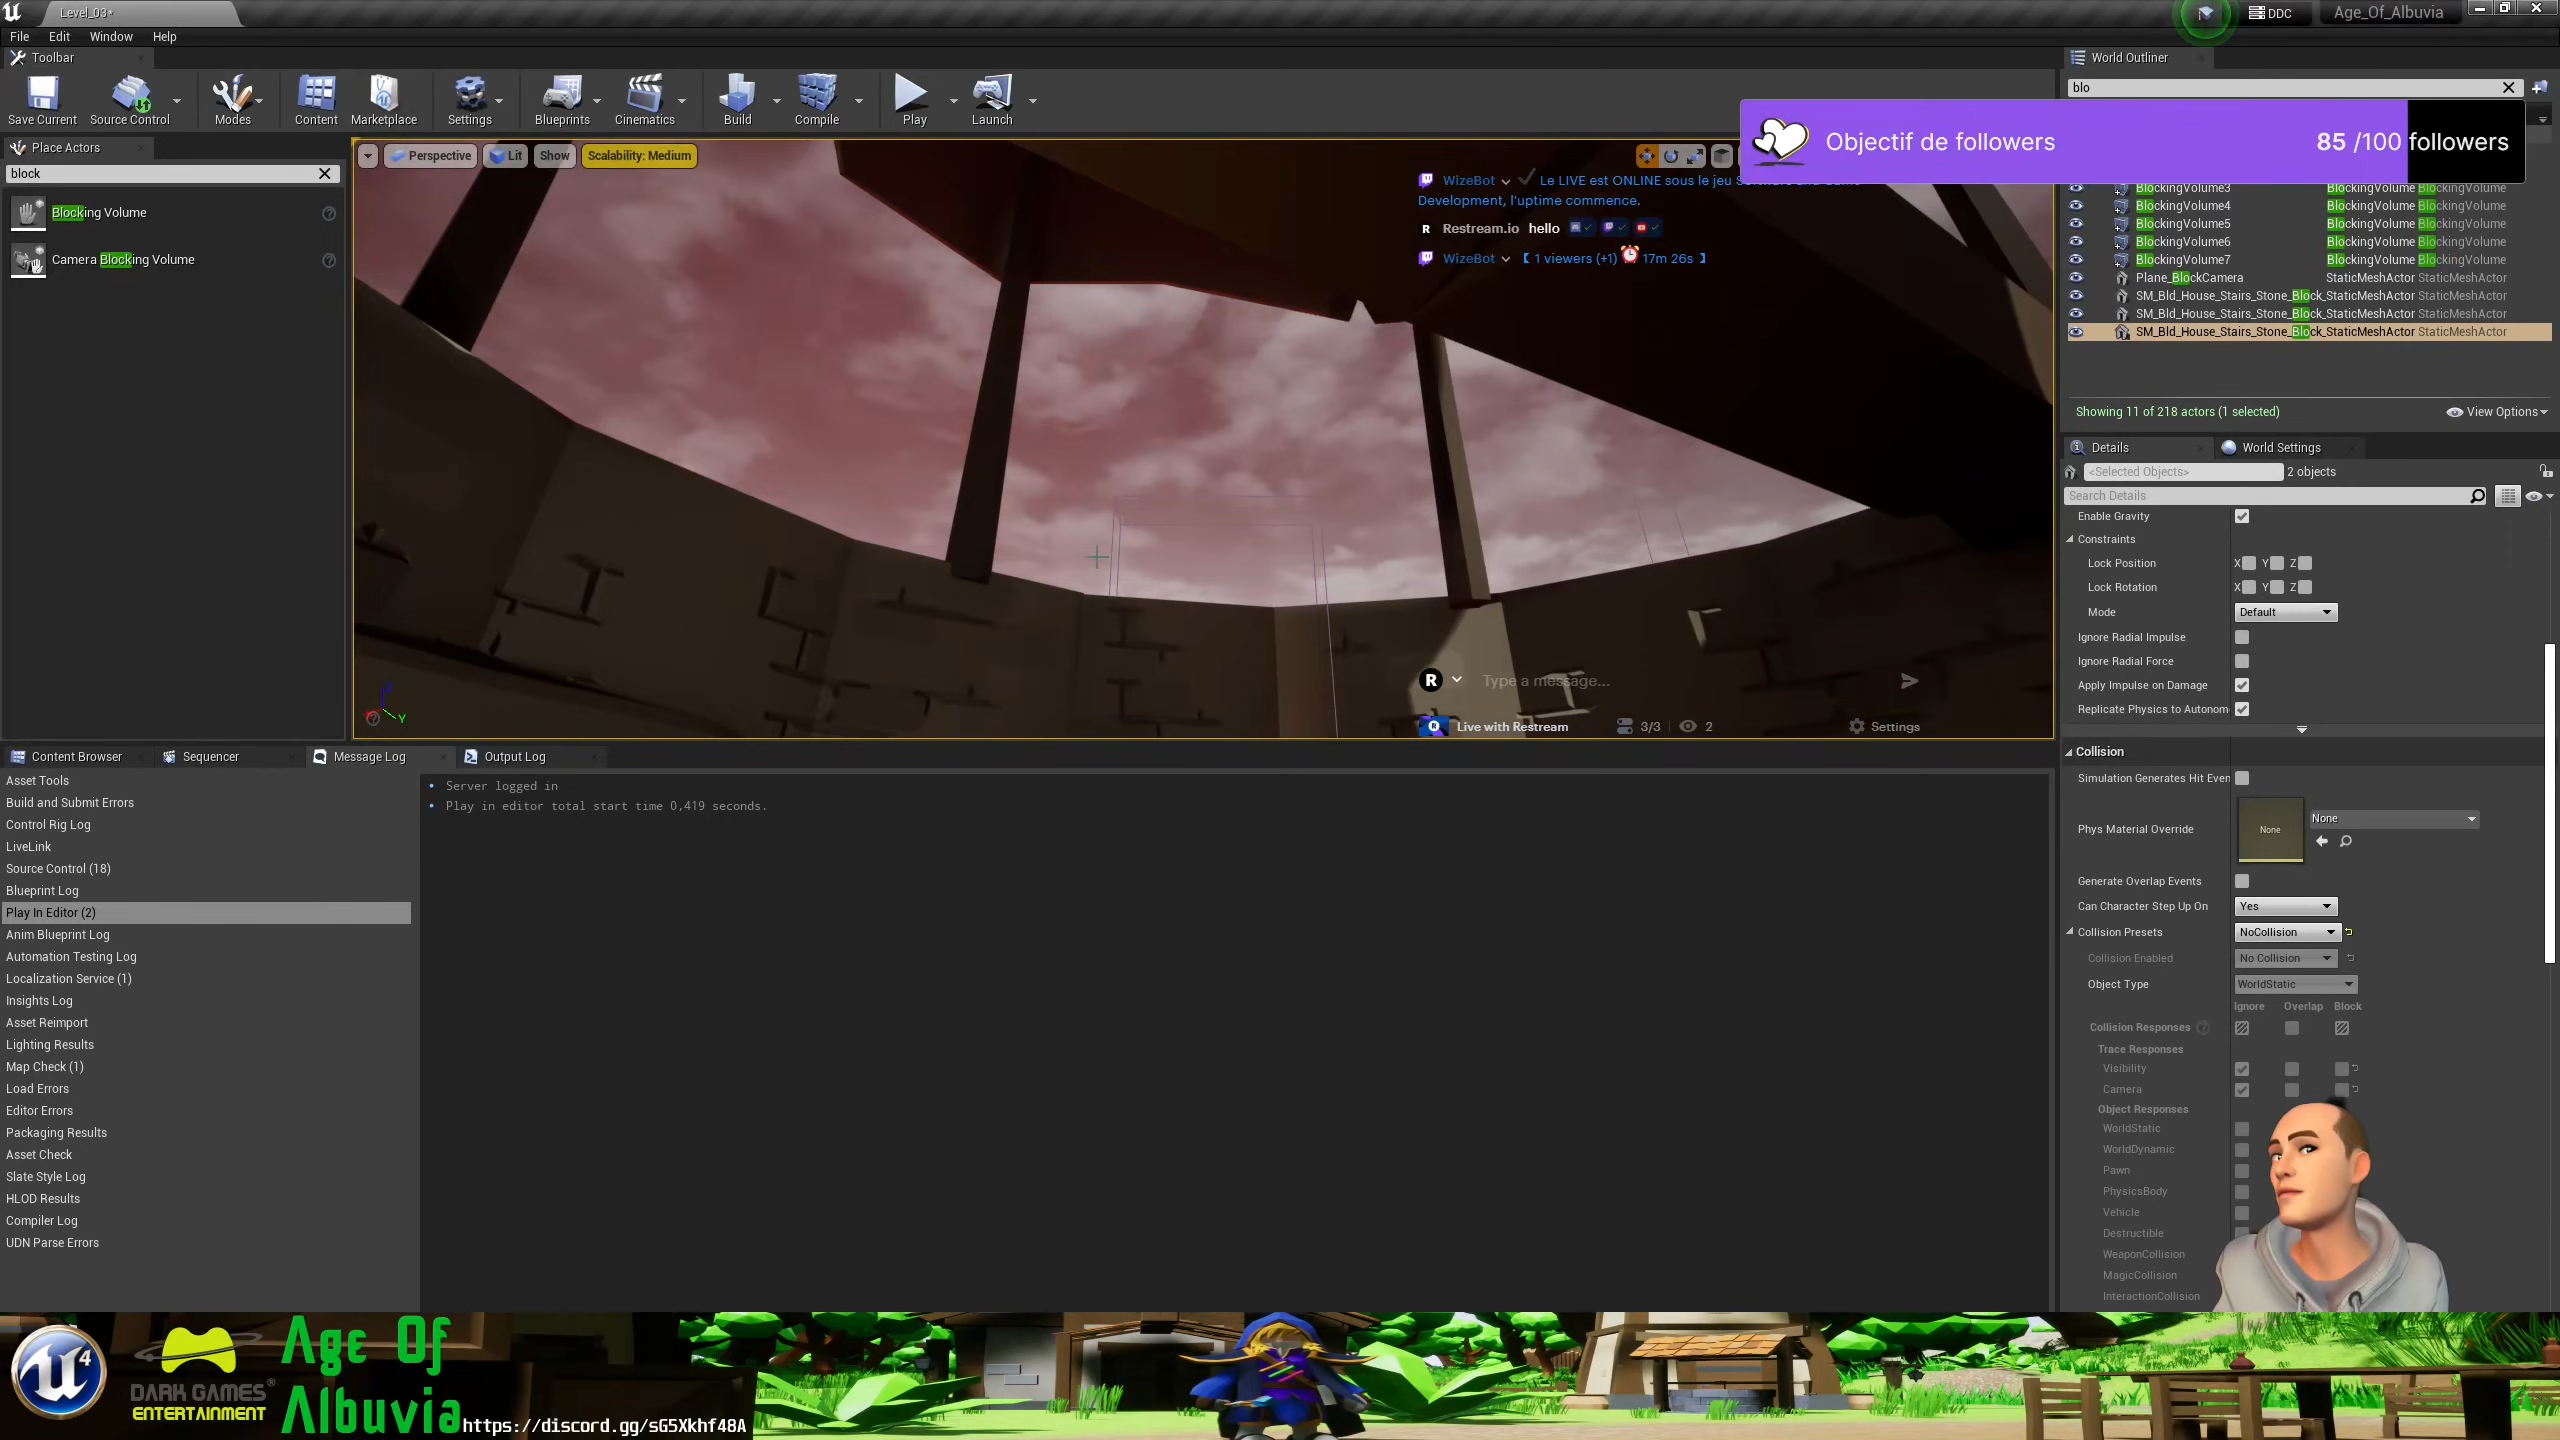 Level_03*
DDC
Age_Of_Albuvia
File Edit Window Help
Toolbar
World Outliner
Save Current
Source Control
Modes
Content
Marketplace
Settings
Blueprints
Cinematics
Build
Compile
Play
Launch
blo
Objectif de followers
85 /100 followers
Place Actors
block
Blocking Volume
Camera Blocking Volume
Perspective
Lit
Show
Scalability: Medium
WizeBot
Le LIVE est ONLINE sous le jeu
Development, l'uptime commence.
R Restream.io hello
WizeBot 【 1 viewers (+1) 17m 26s 】
BlockingVolume3 BlockingVolume BlockingVolume
BlockingVolume4 BlockingVolume BlockingVolume
BlockingVolume5 BlockingVolume BlockingVolume
BlockingVolume6 BlockingVolume BlockingVolume
BlockingVolume7 BlockingVolume BlockingVolume
Plane_BlockCamera StaticMeshActor StaticMeshActor
SM_Bld_House_Stairs_Stone_Block_StaticMeshActor StaticMeshActor
SM_Bld_House_Stairs_Stone_Block_StaticMeshActor StaticMeshActor
SM_Bld_House_Stairs_Stone_Block_StaticMeshActor StaticMeshActor
Showing 11 of 218 actors (1 selected)
View Options
Details
World Settings
<Selected Objects>
2 objects
Search Details
Enable Gravity
Constraints
Lock Position X Y Z
Lock Rotation X Y Z
Mode Default
Ignore Radial Impulse
Ignore Radial Force
Apply Impulse on Damage
Replicate Physics to Autonom
Collision
Simulation Generates Hit Even
Phys Material Override
None
None
Generate Overlap Events
Can Character Step Up On Yes
Collision Presets NoCollision
Collision Enabled No Collision
Object Type WorldStatic
Ignore Overlap Block
Collision Responses
Trace Responses
Visibility
Camera
Object Responses
WorldStatic
WorldDynamic
Pawn
PhysicsBody
Vehicle
Destructible
WeaponCollision
MagicCollision
InteractionCollision
Y
R Type a message...
Live with Restream 3/3 2 Settings
Content Browser
Sequencer
Message Log
Output Log
Asset Tools
Build and Submit Errors
Control Rig Log
LiveLink
Source Control (18)
Blueprint Log
Play In Editor (2)
Anim Blueprint Log
Automation Testing Log
Localization Service (1)
Insights Log
Asset Reimport
Lighting Results
Map Check (1)
Load Errors
Editor Errors
Packaging Results
Asset Check
Slate Style Log
HLOD Results
Compiler Log
UDN Parse Errors
Server logged in
Play in editor total start time 0,419 seconds.
4
DARK GAMES®
ENTERTAINMENT
Age Of
Albuvia
https://discord.gg/sG5Xkhf48A